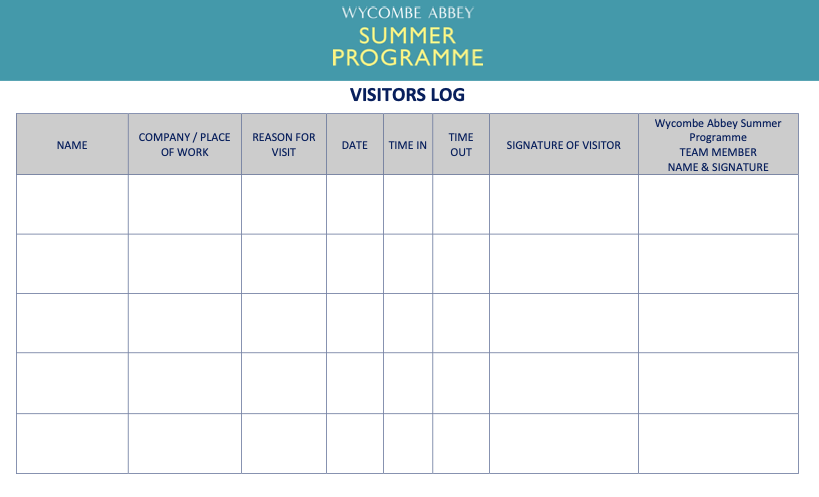 WYCOMBE ABBEY
SUMMER
PROGRAMME
VISITORS LOG
NAME
COMPANY / PLACE
OF WORK
REASON FOR
VISIT
DATE
TIME IN
TIME
OUT
SIGNATURE OF VISITOR
Wycombe Abbey Summer
Programme
TEAM MEMBER
NAME & SIGNATURE